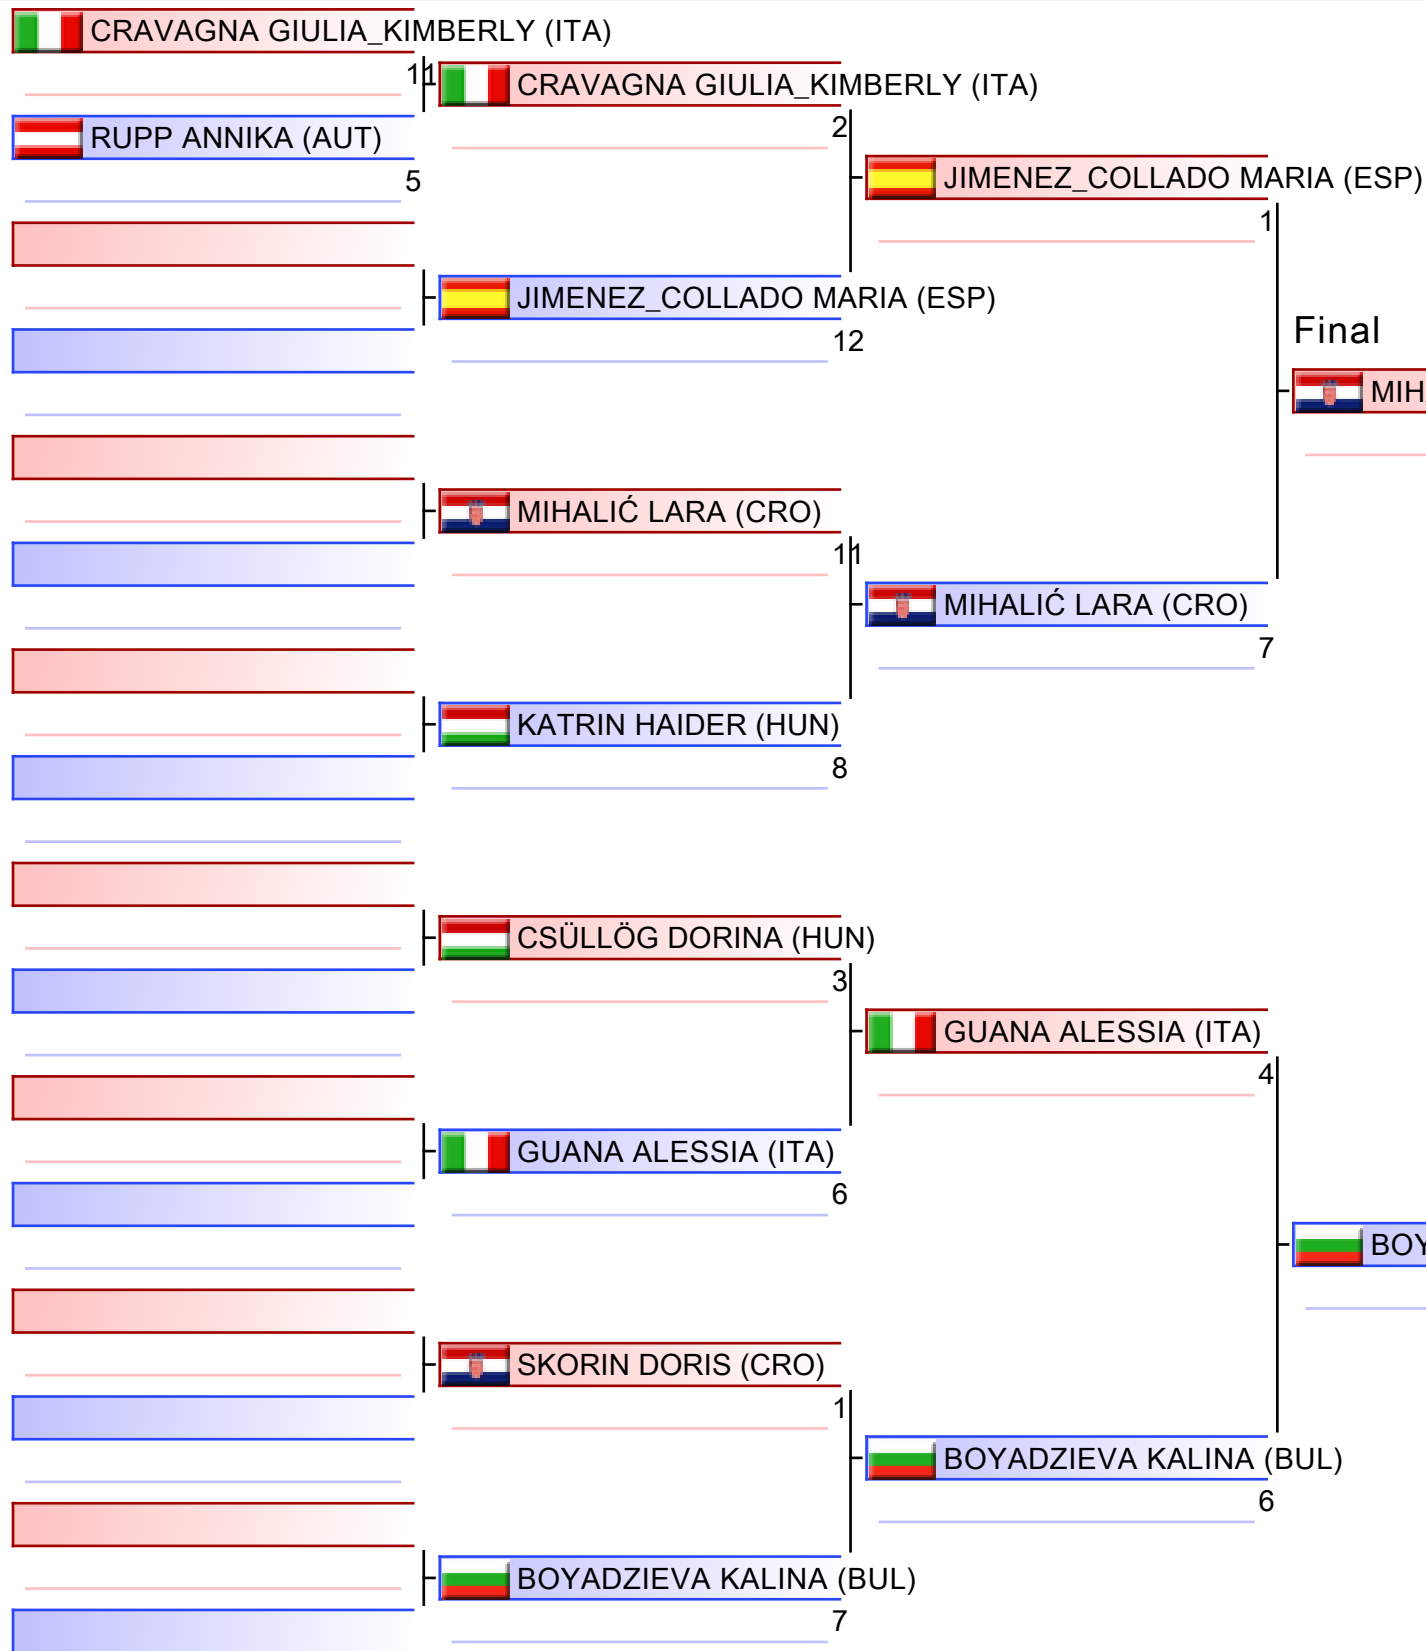 CRAVAGNA GIULIA_KIMBERLY (ITA)
11
RUPP ANNIKA (AUT)
5
CRAVAGNA GIULIA_KIMBERLY (ITA)
2
JIMENEZ_COLLADO MARIA (ESP)
12
MIHALIĆ LARA (CRO)
11
KATRIN HAIDER (HUN)
8
CSÜLLÖG DORINA (HUN)
3
GUANA ALESSIA (ITA)
6
SKORIN DORIS (CRO)
1
BOYADZIEVA KALINA (BUL)
7
JIMENEZ_COLLADO MARIA (ESP)
1
MIHALIĆ LARA (CRO)
7
GUANA ALESSIA (ITA)
4
BOYADZIEVA KALINA (BUL)
6
Final
MIH
BOY